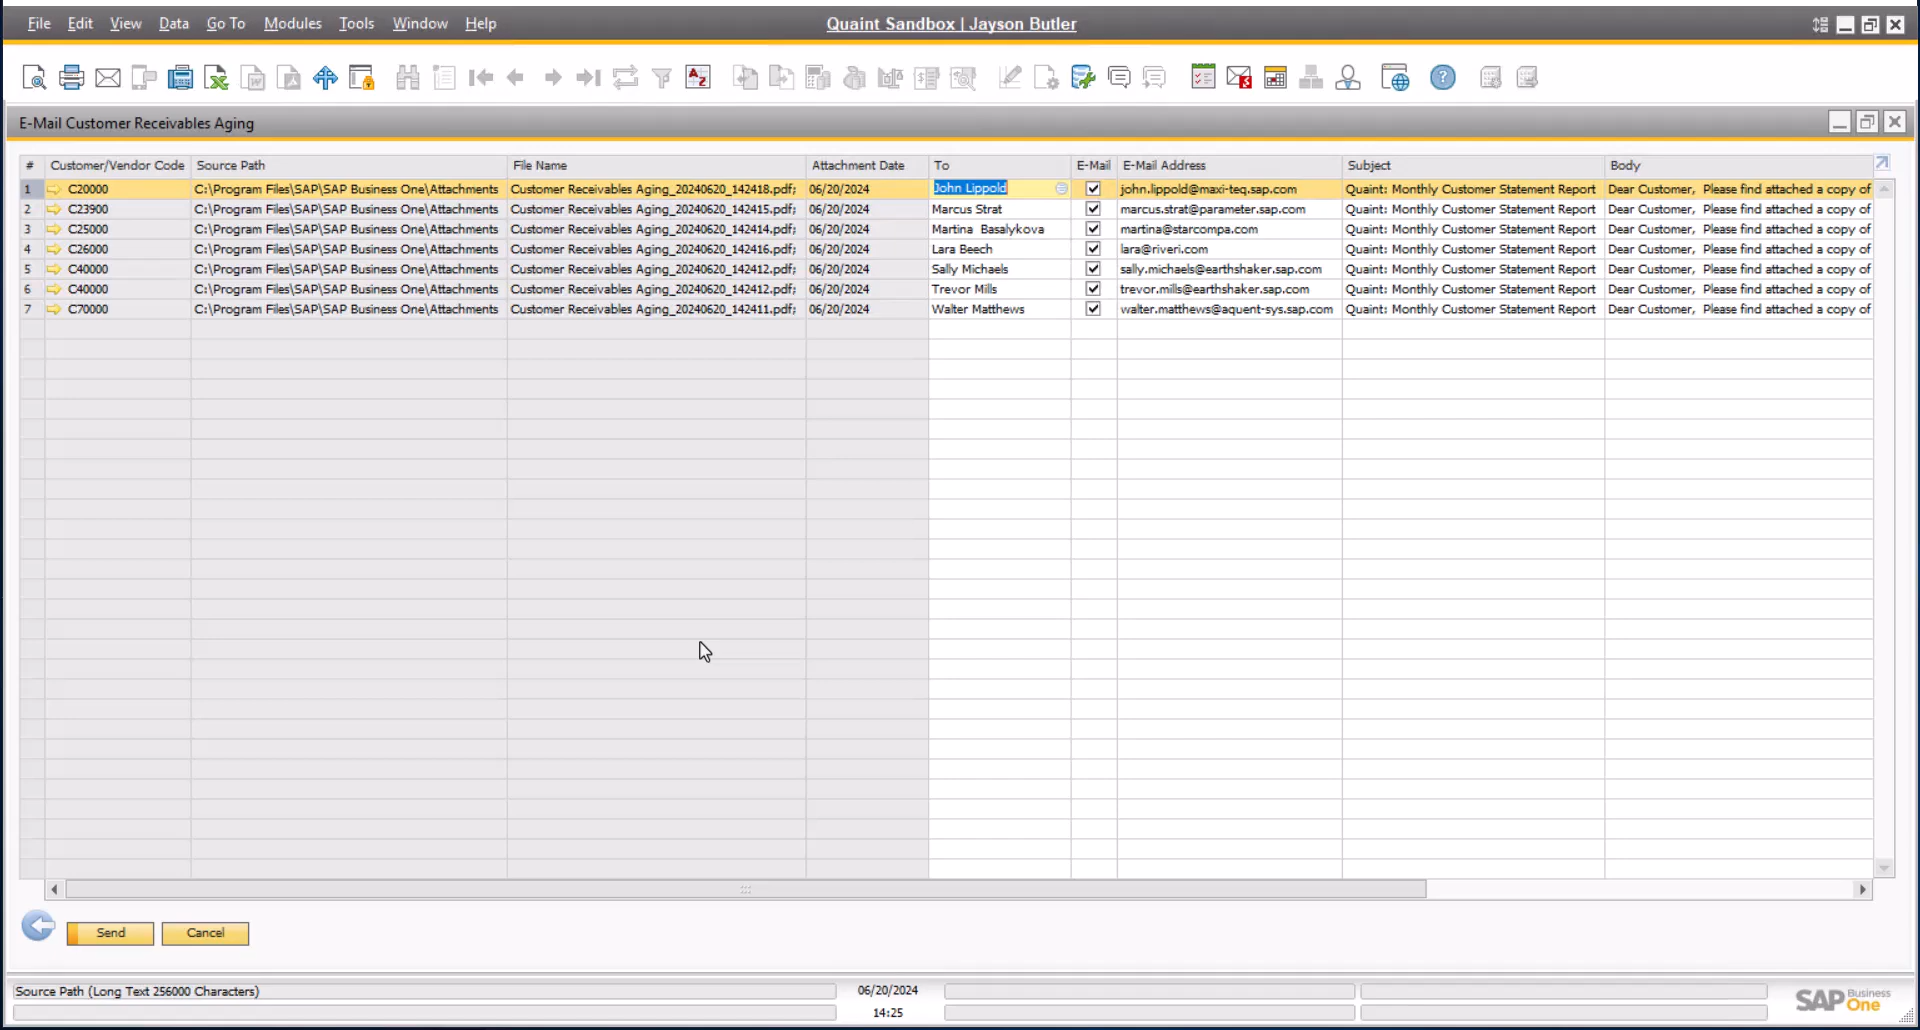 File Edit View Data Go To Modules Tools Window Help Quaint Sandbox | Jayson Butler
E-Mail Customer Receivables Aging
# Customer/Vendor Code Source Path File Name Attachment Date To E-Mail E-Mail Address Subject Body
1 C20000 C:\Program Files\SAP\SAP Business One\Attachments Customer Receivables Aging_20240620_142418.pdf; 06/20/2024 John Lippold john.lippold@maxi-teq.sap.com Quaint: Monthly Customer Statement Report Dear Customer, Please find attached a copy of
2 C23900 C:\Program Files\SAP\SAP Business One\Attachments Customer Receivables Aging_20240620_142415.pdf; 06/20/2024 Marcus Strat marcus.strat@parameter.sap.com Quaint: Monthly Customer Statement Report Dear Customer, Please find attached a copy of
3 C25000 C:\Program Files\SAP\SAP Business One\Attachments Customer Receivables Aging_20240620_142414.pdf; 06/20/2024 Martina Basalykova martina@starcompa.com Quaint: Monthly Customer Statement Report Dear Customer, Please find attached a copy of
4 C26000 C:\Program Files\SAP\SAP Business One\Attachments Customer Receivables Aging_20240620_142416.pdf; 06/20/2024 Lara Beech lara@riveri.com Quaint: Monthly Customer Statement Report Dear Customer, Please find attached a copy of
5 C40000 C:\Program Files\SAP\SAP Business One\Attachments Customer Receivables Aging_20240620_142412.pdf; 06/20/2024 Sally Michaels sally.michaels@earthshaker.sap.com Quaint: Monthly Customer Statement Report Dear Customer, Please find attached a copy of
6 C40000 C:\Program Files\SAP\SAP Business One\Attachments Customer Receivables Aging_20240620_142412.pdf; 06/20/2024 Trevor Mills trevor.mills@earthshaker.sap.com Quaint: Monthly Customer Statement Report Dear Customer, Please find attached a copy of
7 C70000 C:\Program Files\SAP\SAP Business One\Attachments Customer Receivables Aging_20240620_142411.pdf; 06/20/2024 Walter Matthews walter.matthews@aquent-sys.sap.com Quaint: Monthly Customer Statement Report Dear Customer, Please find attached a copy of
Send Cancel
Source Path (Long Text 256000 Characters) 06/20/2024
14:25
SAP Business One